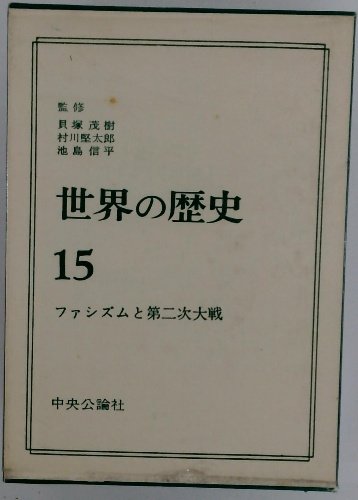 監修
貝塚茂樹
村川堅太郎
池島信平
世界の歴史
15
ファシズムと第二次大戦
中央公論社